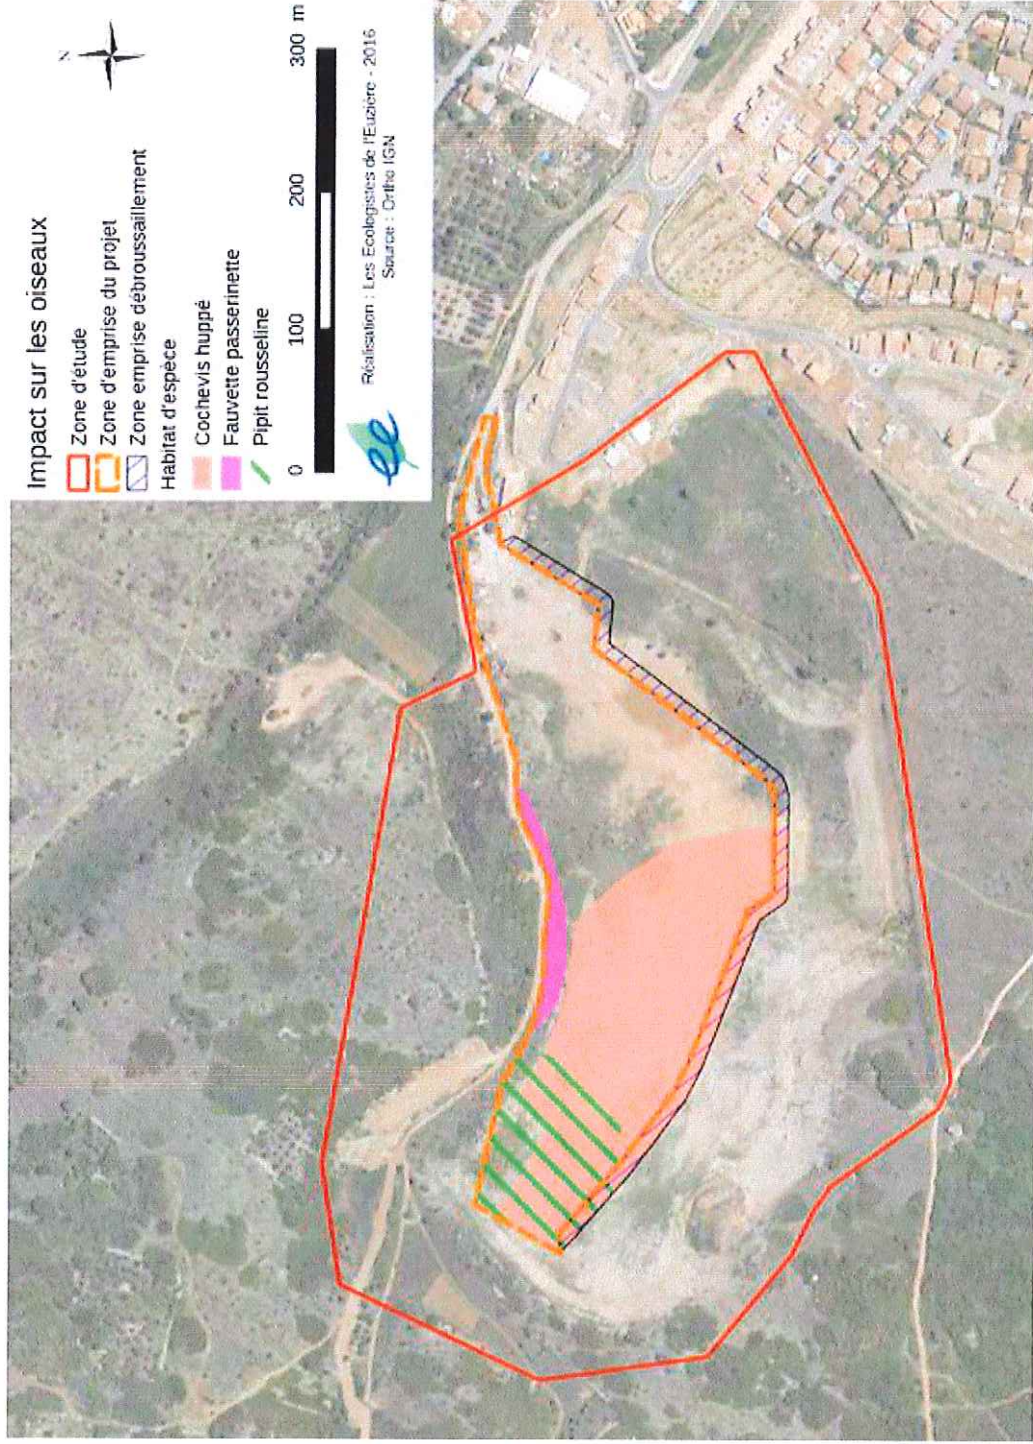 Impact sur les oiseaux
N
Zone d'étude
Zone d'emprise du projet
Zone emprise débroussaillement
Habitat d'espèce
Cochevis huppé
Fauvette passerinette
Pipit rousseline
0 100 200 300 m
ee
Réalisation : Les Ecologistes de l'Euzière - 2016
Source : Ortho IGN